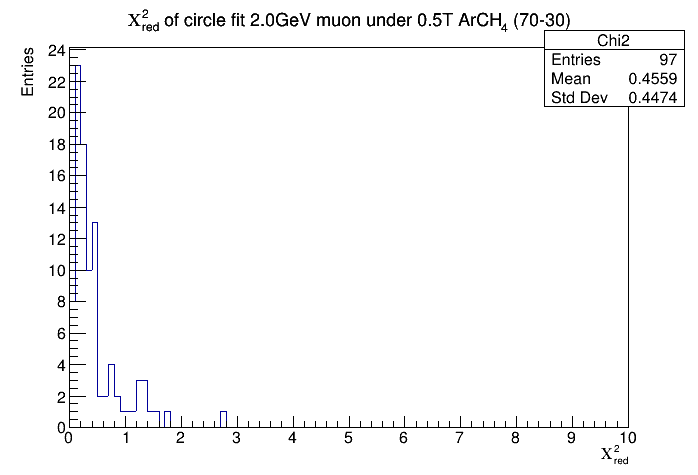 X²red of circle fit 2.0GeV muon under 0.5T ArCH₄ (70-30)
Chi2
Entries 97
Mean 0.4559
Std Dev 0.4474
Entries
24
22
20
18
16
14
12
10
8
6
4
2
0
0 1 2 3 4 5 6 7 8 9 10
X²red